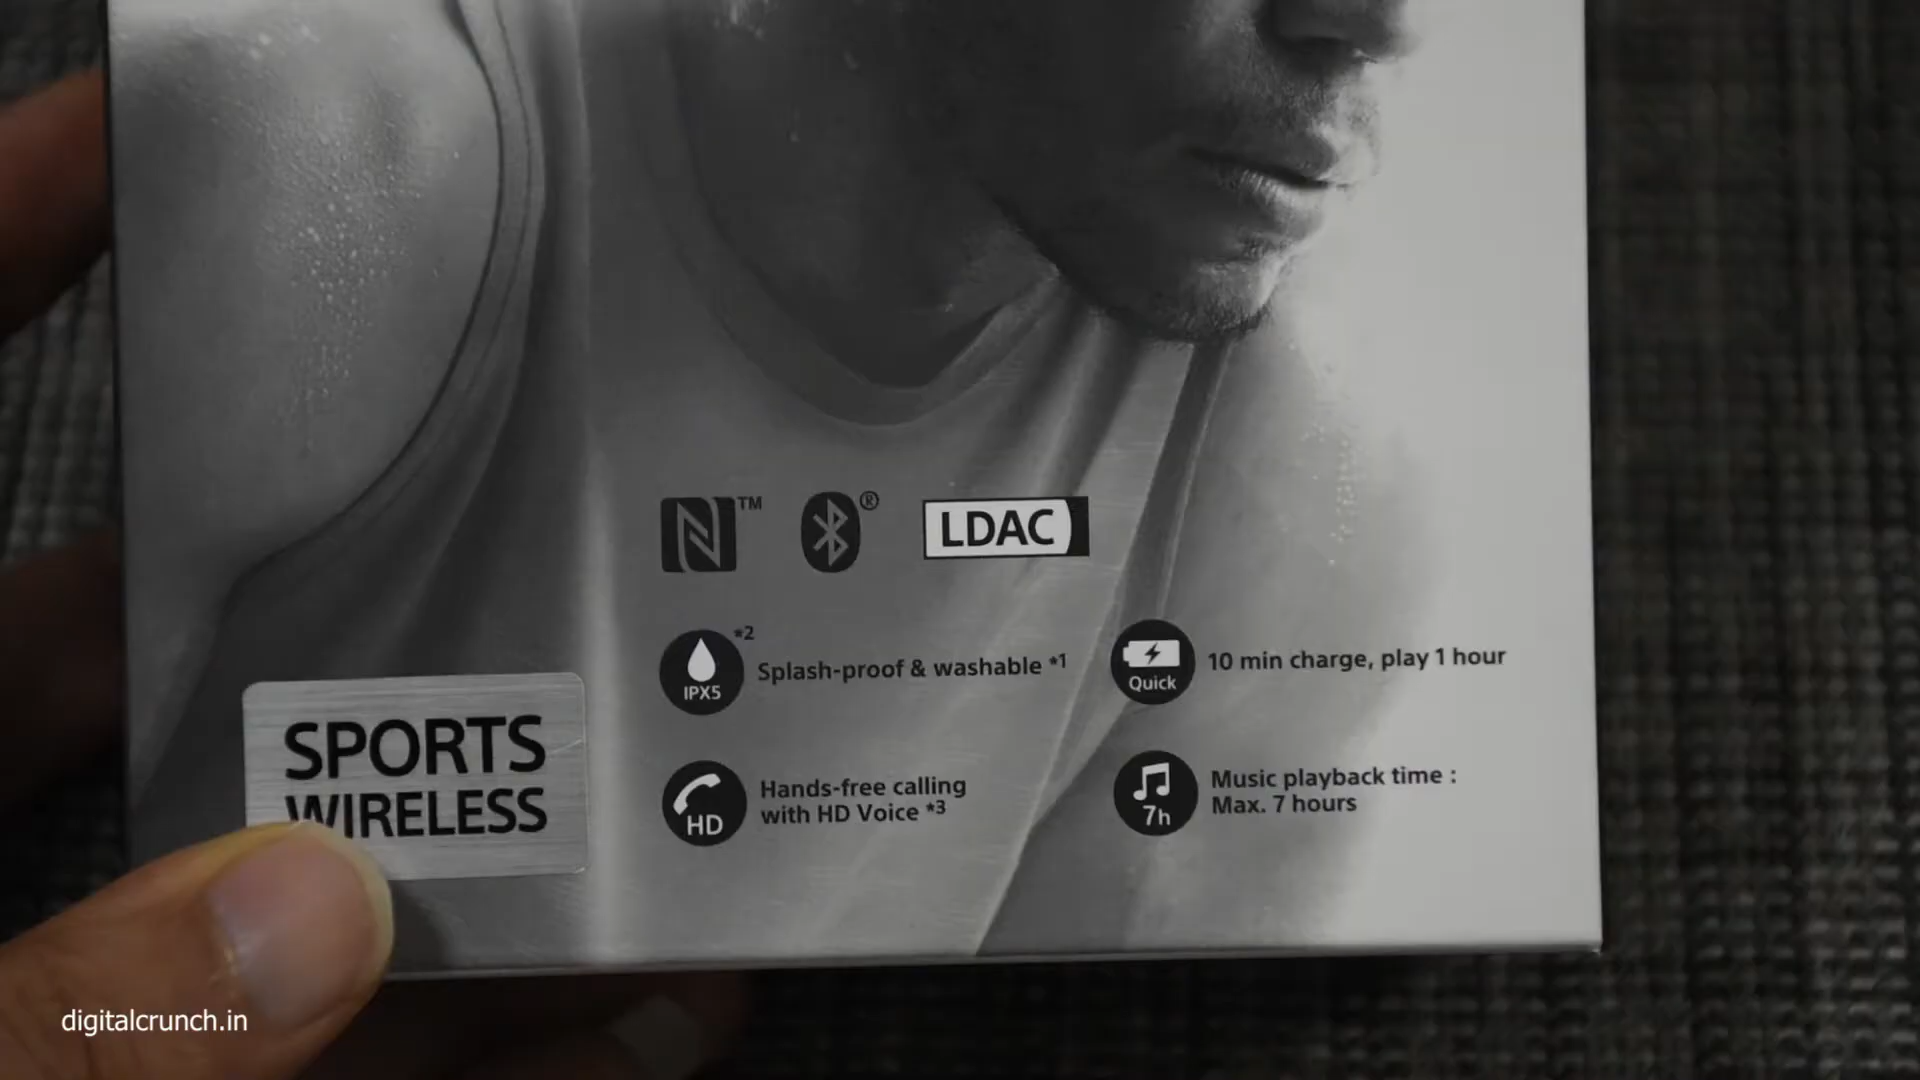 N™ ® LDAC
IPX5 *2 Splash-proof & washable *1
Quick 10 min charge, play 1 hour
SPORTS
WIRELESS
HD Hands-free calling
with HD Voice *3
7h Music playback time :
Max. 7 hours
digitalcrunch.in